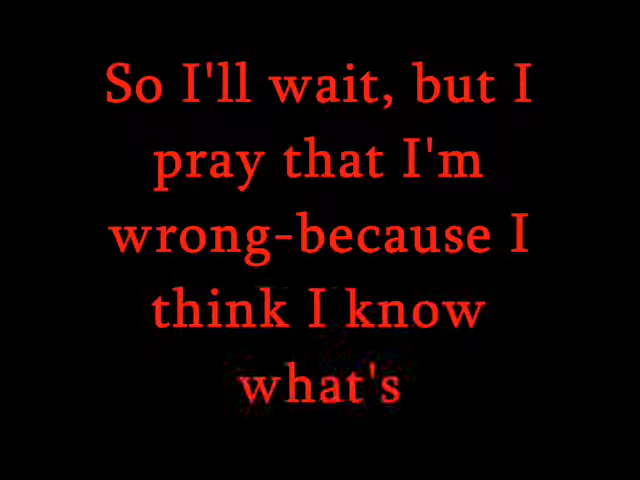 So I'll wait, but I
pray that I'm
wrong-because I
think I know
what's